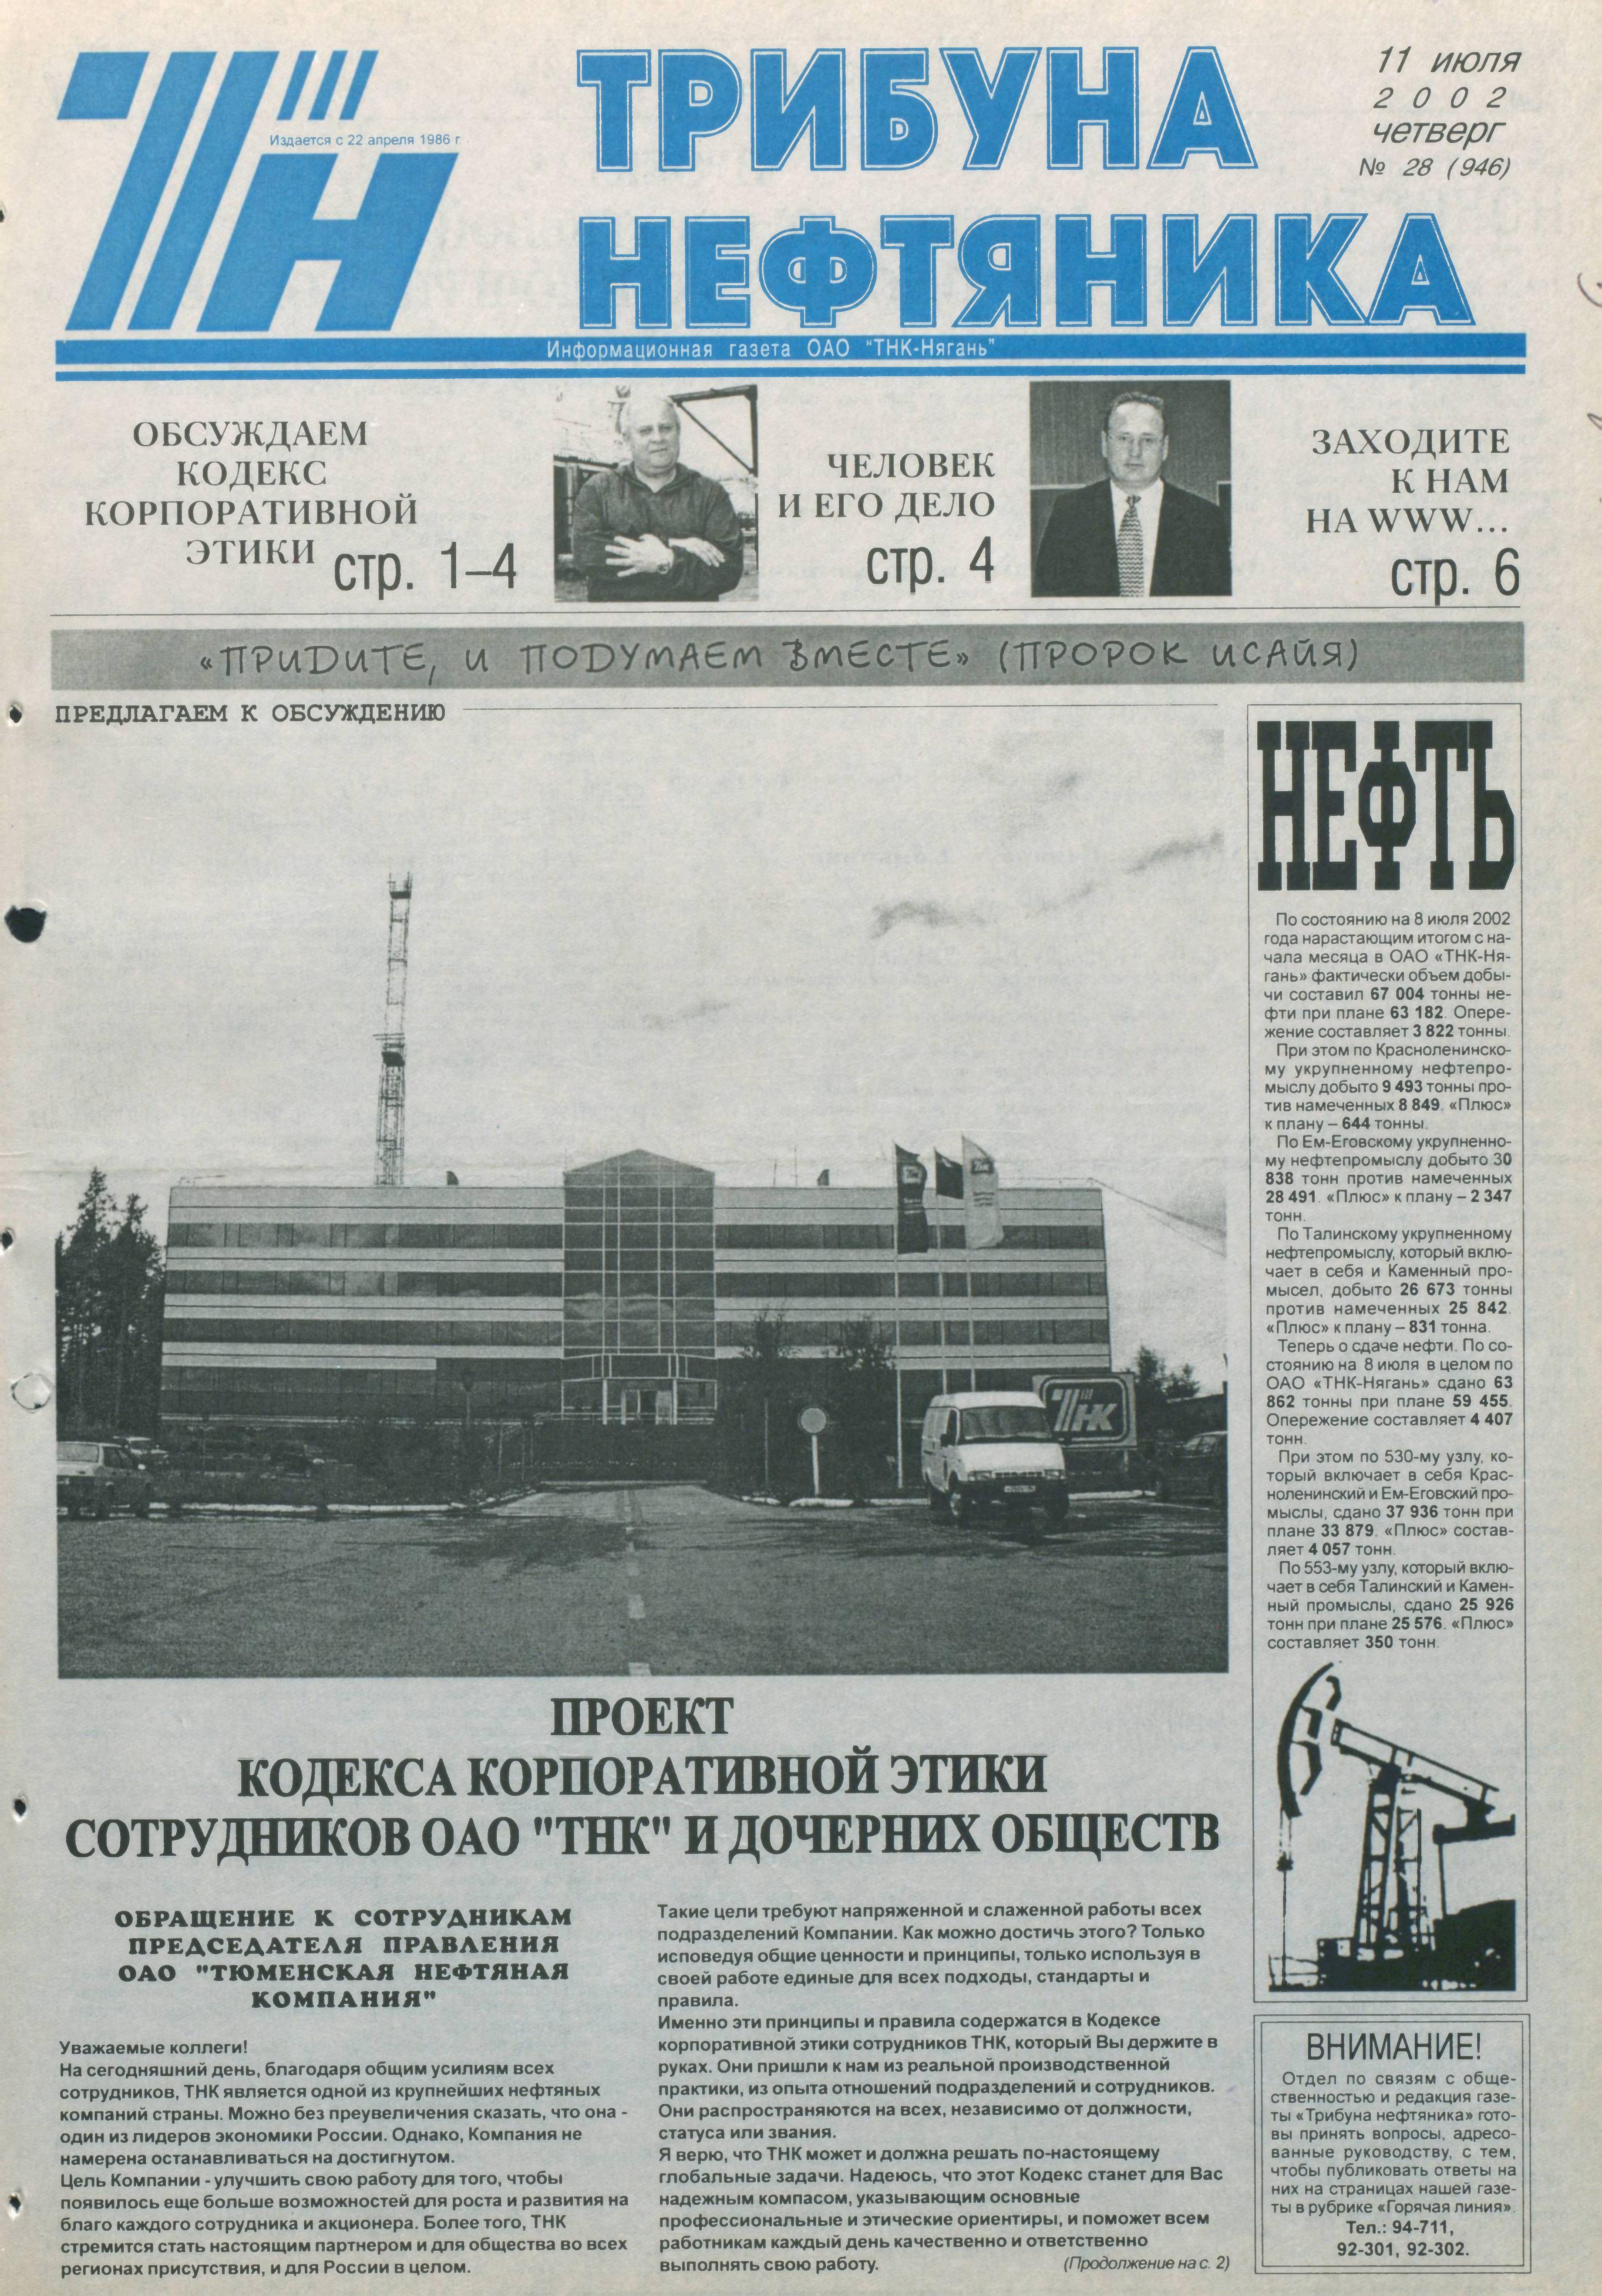 ТН
Издается с 22 апреля 1986 г
ТРИБУНА
НЕФТЯНИКА
11 июля
2002
четверг
№ 28 (946)
Информационная газета ОАО "ТНК-Нягань"
ОБСУЖДАЕМ
КОДЕКС
КОРПОРАТИВНОЙ
ЭТИКИ стр. 1–4
ЧЕЛОВЕК
И ЕГО ДЕЛО
стр. 4
ЗАХОДИТЕ
К НАМ
НА WWW...
стр. 6
«ПРИДИТЕ, И ПОДУМАЕМ ВМЕСТЕ» (ПРОРОК ИСАЙЯ)
ПРЕДЛАГАЕМ К ОБСУЖДЕНИЮ
ТНК
ПРОЕКТ
КОДЕКСА КОРПОРАТИВНОЙ ЭТИКИ
СОТРУДНИКОВ ОАО "ТНК" И ДОЧЕРНИХ ОБЩЕСТВ
ОБРАЩЕНИЕ К СОТРУДНИКАМ
ПРЕДСЕДАТЕЛЯ ПРАВЛЕНИЯ
ОАО "ТЮМЕНСКАЯ НЕФТЯНАЯ
КОМПАНИЯ"
Уважаемые коллеги!
На сегодняшний день, благодаря общим усилиям всех
сотрудников, ТНК является одной из крупнейших нефтяных
компаний страны. Можно без преувеличения сказать, что она -
один из лидеров экономики России. Однако, Компания не
намерена останавливаться на достигнутом.
Цель Компании - улучшить свою работу для того, чтобы
появилось еще больше возможностей для роста и развития на
благо каждого сотрудника и акционера. Более того, ТНК
стремится стать настоящим партнером и для общества во всех
регионах присутствия, и для России в целом.
Такие цели требуют напряженной и слаженной работы всех
подразделений Компании. Как можно достичь этого? Только
исповедуя общие ценности и принципы, только используя в
своей работе единые для всех подходы, стандарты и
правила.
Именно эти принципы и правила содержатся в Кодексе
корпоративной этики сотрудников ТНК, который Вы держите в
руках. Они пришли к нам из реальной производственной
практики, из опыта отношений подразделений и сотрудников.
Они распространяются на всех, независимо от должности,
статуса или звания.
Я верю, что ТНК может и должна решать по-настоящему
глобальные задачи. Надеюсь, что этот Кодекс станет для Вас
надежным компасом, указывающим основные
профессиональные и этические ориентиры, и поможет всем
работникам каждый день качественно и ответственно
выполнять свою работу. (Продолжение на с. 2)
НЕФТЬ
По состоянию на 8 июля 2002
года нарастающим итогом с на-
чала месяца в ОАО «ТНК-Ня-
гань» фактически объем добы-
чи составил 67 004 тонны не-
фти при плане 63 182. Опере-
жение составляет 3 822 тонны.
При этом по Красноленинско-
му укрупненному нефтепро-
мыслу добыто 9 493 тонны про-
тив намеченных 8 849. «Плюс»
к плану – 644 тонны.
По Ем-Еговскому укрупненно-
му нефтепромыслу добыто 30
838 тонн против намеченных
28 491. «Плюс» к плану – 2 347
тонн.
По Талинскому укрупненному
нефтепромыслу, который вклю-
чает в себя и Каменный про-
мысел, добыто 26 673 тонны
против намеченных 25 842.
«Плюс» к плану – 831 тонна.
Теперь о сдаче нефти. По со-
стоянию на 8 июля в целом по
ОАО «ТНК-Нягань» сдано 63
862 тонны при плане 59 455.
Опережение составляет 4 407
тонн.
При этом по 530-му узлу, ко-
торый включает в себя Крас-
ноленинский и Ем-Еговский про-
мыслы, сдано 37 936 тонн при
плане 33 879. «Плюс» состав-
ляет 4 057 тонн.
По 553-му узлу, который вклю-
чает в себя Талинский и Камен-
ный промыслы, сдано 25 926
тонн при плане 25 576. «Плюс»
составляет 350 тонн.
ВНИМАНИЕ!
Отдел по связям с обще-
ственностью и редакция газе-
ты «Трибуна нефтяника» гото-
вы принять вопросы, адресо-
ванные руководству, с тем,
чтобы публиковать ответы на
них на страницах нашей газе-
ты в рубрике «Горячая линия».
Тел.: 94-711,
92-301, 92-302.